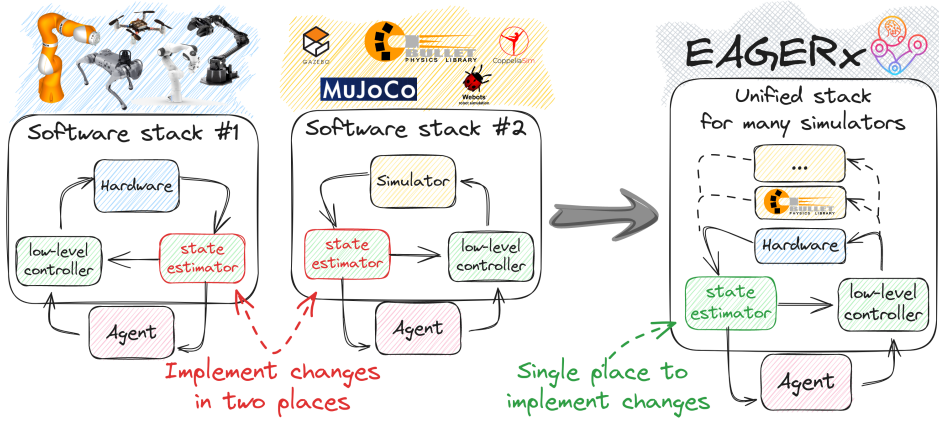 GAZEBO
BULLET
PHYSICS LIBRARY
CoppeliaSim
MuJoCo
Webots
robot simulation
EAGERx
Software stack #1
Hardware
low-level
controller
state
estimator
Agent
Software stack #2
Simulator
state
estimator
low-level
controller
Agent
Implement changes
in two places
Unified stack
for many simulators
...
BULLET
PHYSICS LIBRARY
Hardware
state
estimator
low-level
controller
Agent
Single place to
implement changes